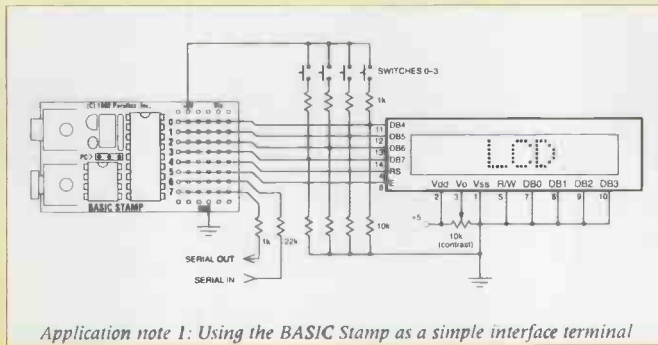 SWITCHES 0-3
(C) 1992 Parallax, Inc.
+5V Vin
1k
0
1
2
3
4
5
6
7
PC
BASIC STAMP
11 DB4
12 DB5
13 DB6
14 DB7
4 RS
6 E
LCD
Vdd Vo Vss R/W DB0 DB1 DB2 DB3
2 3 1 5 7 8 9 10
+5
10k
(contrast)
1k
22k
10k
SERIAL OUT
SERIAL IN
Application note 1: Using the BASIC Stamp as a simple interface terminal